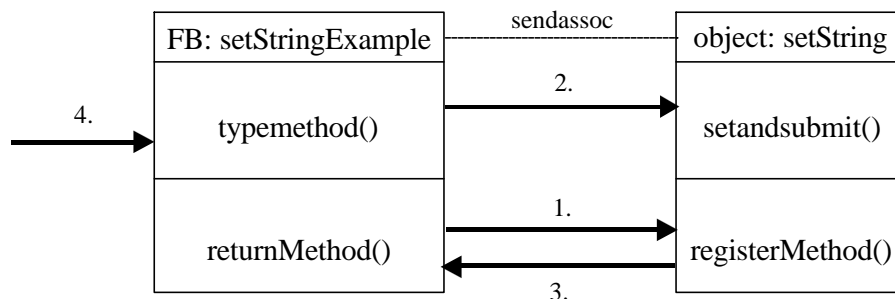 sendassoc
FB: setStringExample
object: setString
4.
2.
typemethod()
setandsubmit()
1.
returnMethod()
registerMethod()
3.